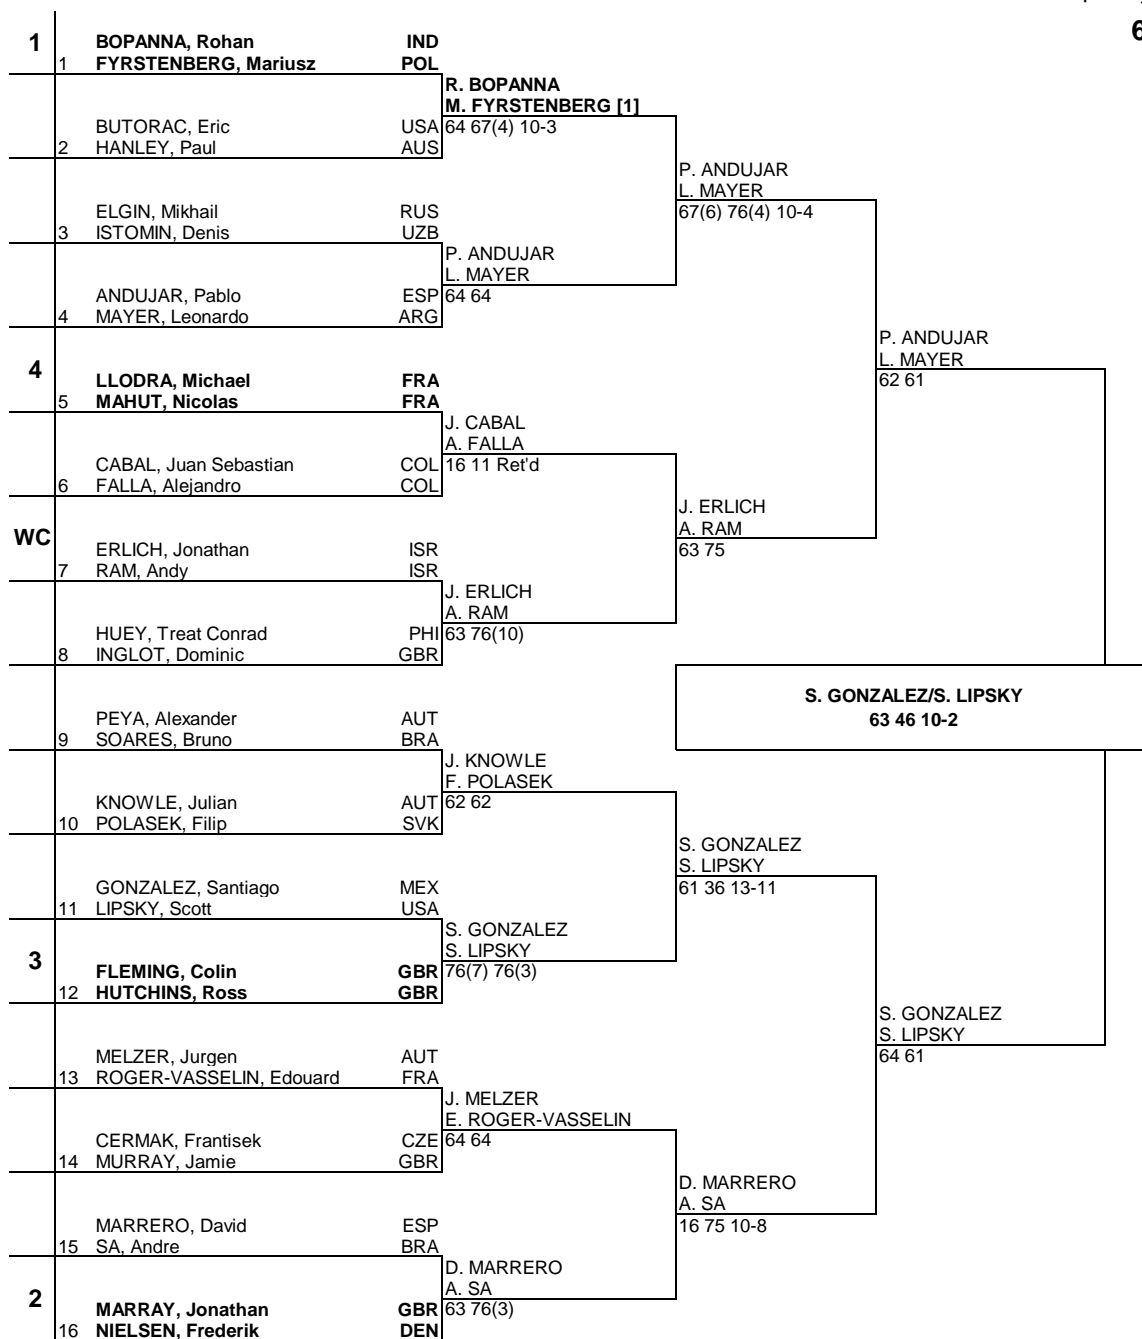 6
1 BOPANNA, Rohan IND
1 FYRSTENBERG, Mariusz POL
R. BOPANNA
M. FYRSTENBERG [1]
BUTORAC, Eric USA 64 67(4) 10-3
2 HANLEY, Paul AUS
P. ANDUJAR
L. MAYER
ELGIN, Mikhail RUS 67(6) 76(4) 10-4
3 ISTOMIN, Denis UZB
P. ANDUJAR
L. MAYER
ANDUJAR, Pablo ESP 64 64
4 MAYER, Leonardo ARG
P. ANDUJAR
L. MAYER
4 LLODRA, Michael FRA 62 61
5 MAHUT, Nicolas FRA
J. CABAL
A. FALLA
CABAL, Juan Sebastian COL 16 11 Ret'd
6 FALLA, Alejandro COL
J. ERLICH
A. RAM
WC ERLICH, Jonathan ISR 63 75
7 RAM, Andy ISR
J. ERLICH
A. RAM
HUEY, Treat Conrad PHI 63 76(10)
8 INGLOT, Dominic GBR
S. GONZALEZ/S. LIPSKY
63 46 10-2
PEYA, Alexander AUT
9 SOARES, Bruno BRA
J. KNOWLE
F. POLASEK
KNOWLE, Julian AUT 62 62
10 POLASEK, Filip SVK
S. GONZALEZ
S. LIPSKY
GONZALEZ, Santiago MEX 61 36 13-11
11 LIPSKY, Scott USA
S. GONZALEZ
S. LIPSKY
3 FLEMING, Colin GBR 76(7) 76(3)
12 HUTCHINS, Ross GBR
S. GONZALEZ
S. LIPSKY
MELZER, Jurgen AUT 64 61
13 ROGER-VASSELIN, Edouard FRA
J. MELZER
E. ROGER-VASSELIN
CERMAK, Frantisek CZE 64 64
14 MURRAY, Jamie GBR
D. MARRERO
A. SA
MARRERO, David ESP 16 75 10-8
15 SA, Andre BRA
D. MARRERO
A. SA
2 MARRAY, Jonathan GBR 63 76(3)
16 NIELSEN, Frederik DEN